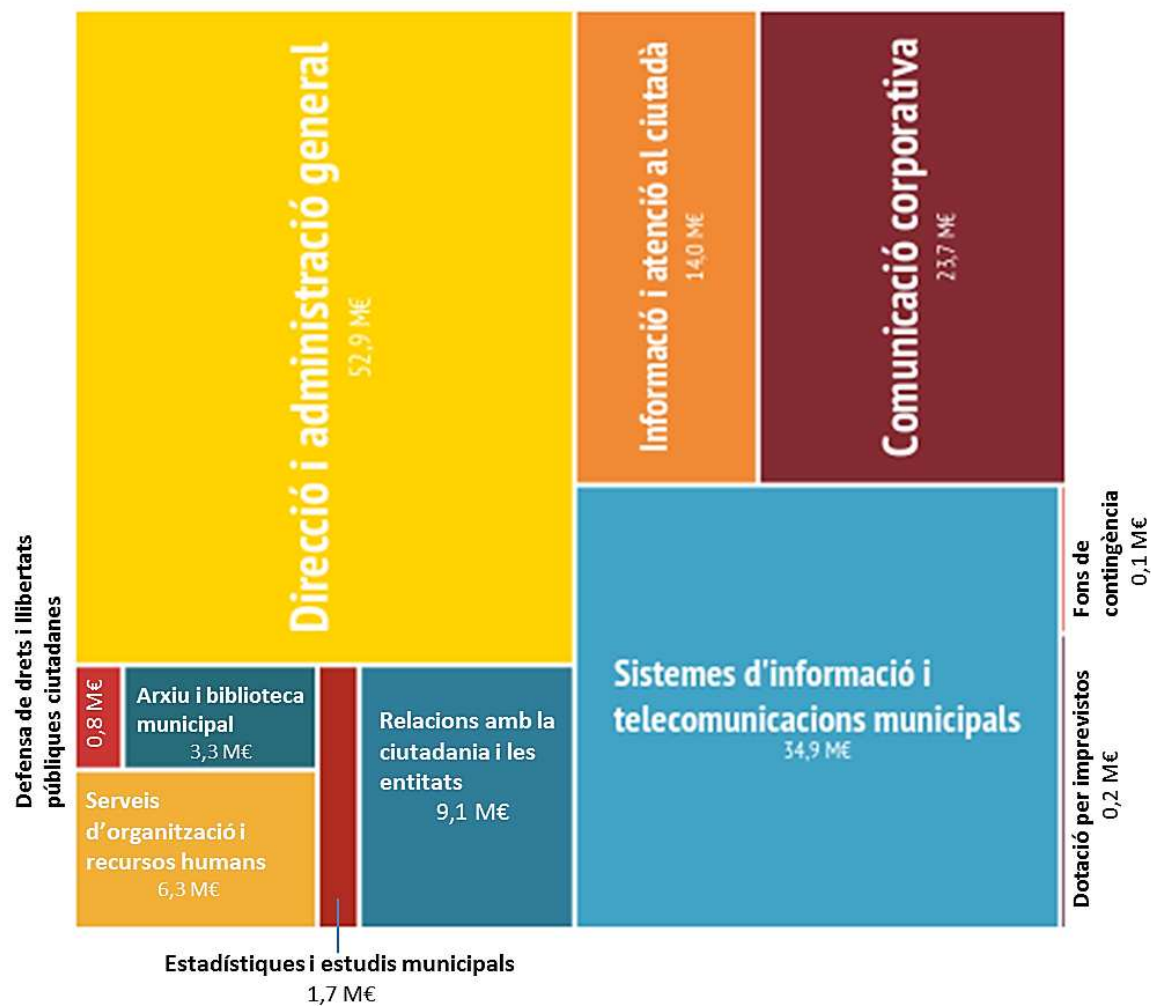 Direcció i administració general
52,9 M€
Informació i atenció al ciutadà
14,0 M€
Comunicació corporativa
23,7 M€
Defensa de drets i llibertats
públiques ciutadanes
0,8 M€
Arxiu i biblioteca
municipal
3,3 M€
Serveis
d'organització i
recursos humans
6,3 M€
Estadístiques i estudis municipals
1,7 M€
Relacions amb la
ciutadania i les
entitats
9,1 M€
Sistemes d'informació i
telecomunicacions municipals
34,9 M€
Fons de
contingència
0,1 M€
Dotació per imprevistos
0,2 M€